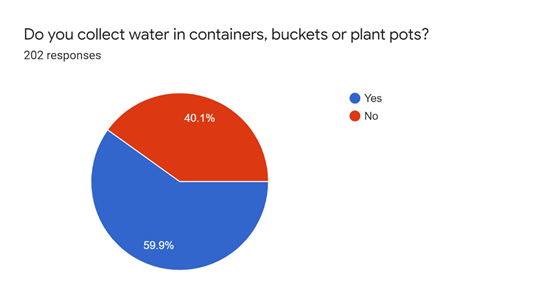 Do you collect water in containers, buckets or plant pots?
202 responses
Yes
No
40.1%
59.9%